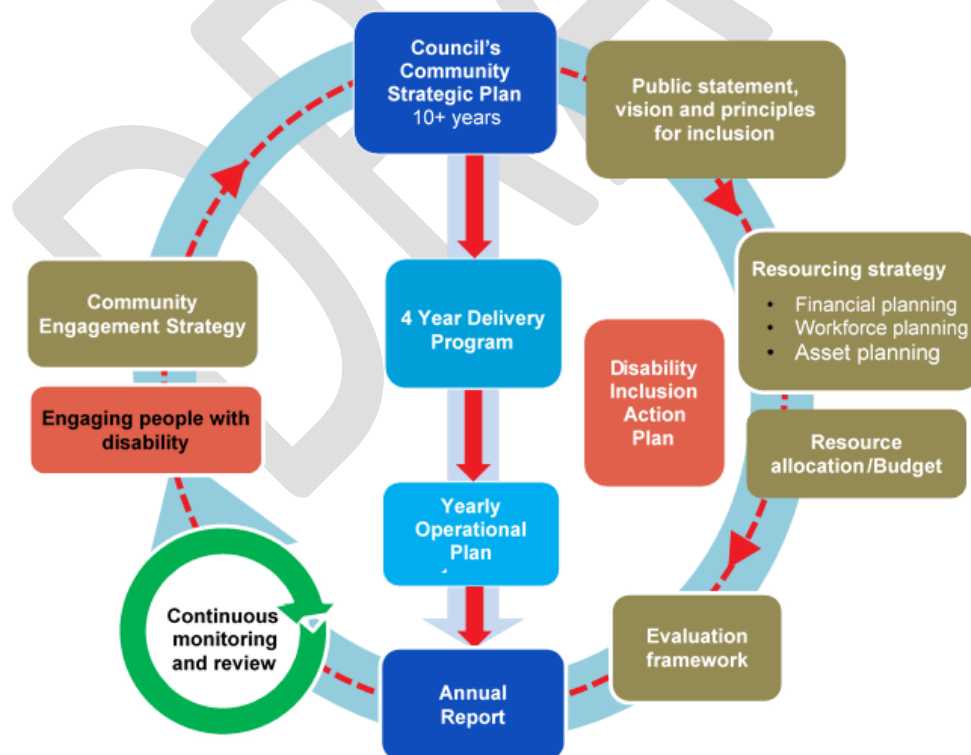 Council's
Community
Strategic Plan
10+ years
Public statement,
vision and principles
for inclusion
Resourcing strategy
• Financial planning
• Workforce planning
• Asset planning
Community
Engagement Strategy
4 Year Delivery
Program
Disability
Inclusion
Action
Plan
Engaging people with
disability
Resource
allocation/Budget
Yearly
Operational
Plan
Continuous
monitoring
and review
Evaluation
framework
Annual
Report